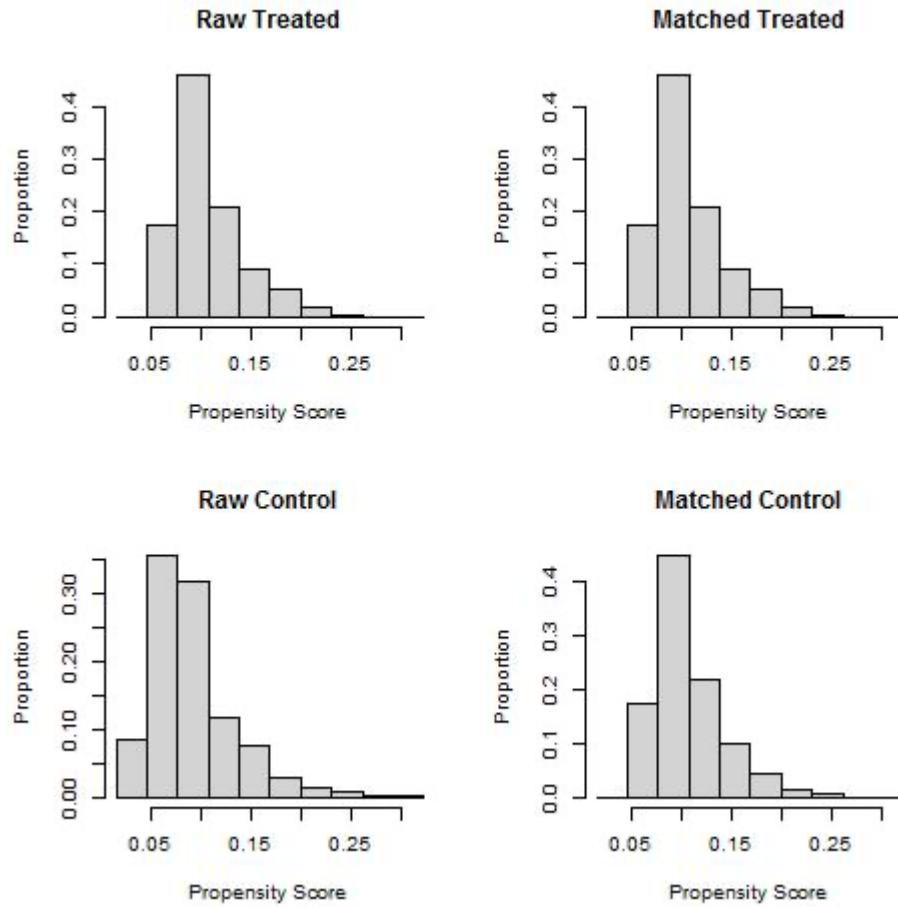 Raw Treated
Proportion
0.0 0.1 0.2 0.3 0.4
0.05 0.15 0.25
Propensity Score
Matched Treated
Proportion
0.0 0.1 0.2 0.3 0.4
0.05 0.15 0.25
Propensity Score
Raw Control
Proportion
0.00 0.10 0.20 0.30
0.05 0.15 0.25
Propensity Score
Matched Control
Proportion
0.0 0.1 0.2 0.3 0.4
0.05 0.15 0.25
Propensity Score